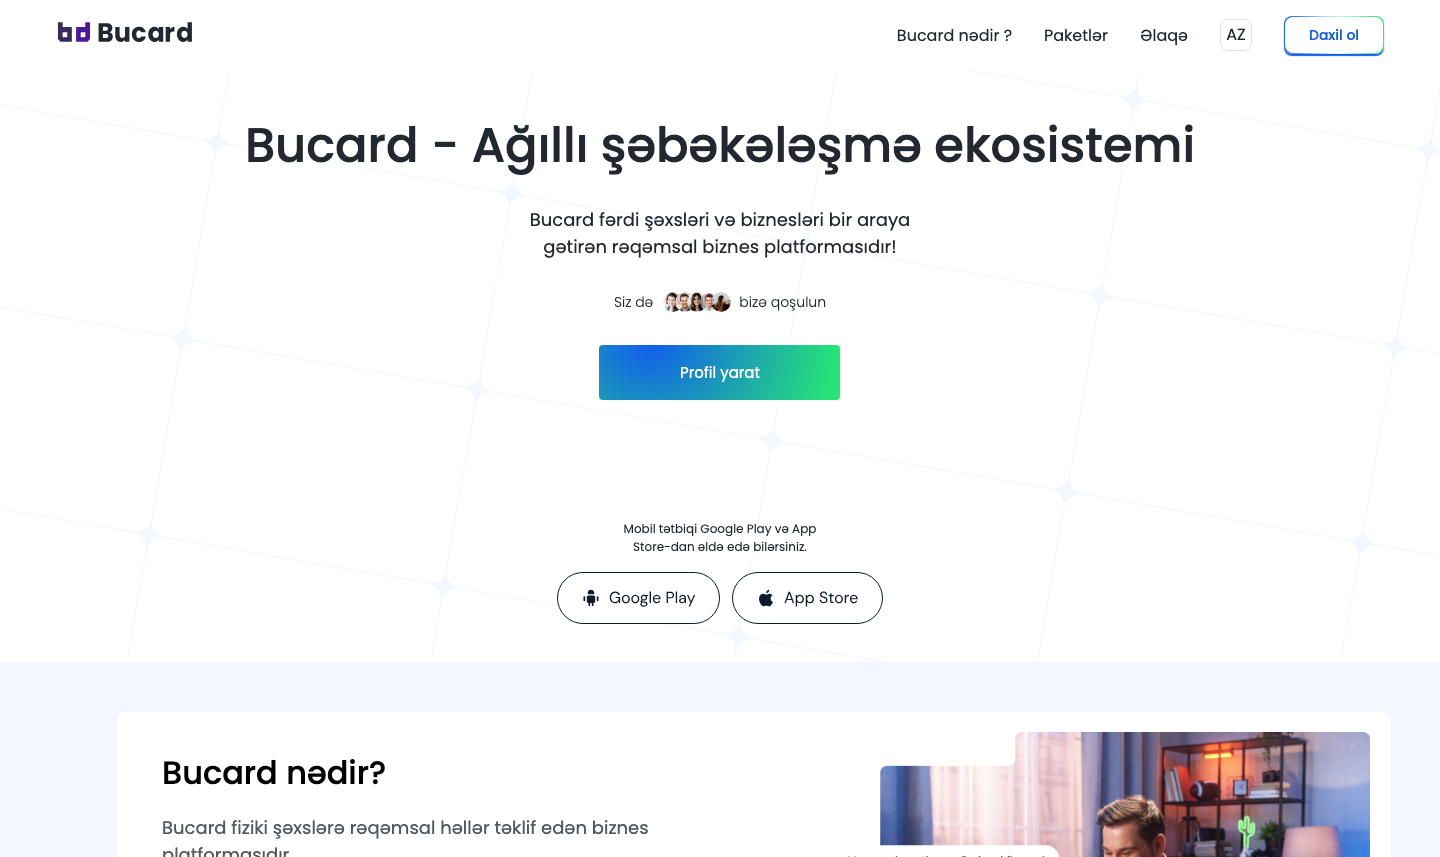 Bucard
Bucard nədir ?
Paketlər
Əlaqə
AZ
Daxil ol
Bucard - Ağıllı şəbəkələşmə ekosistemi
Bucard fərdi şəxsləri və biznesləri bir araya
gətirən rəqəmsal biznes platformasıdır!
Siz də bizə qoşulun
Profil yarat
Mobil tətbiqi Google Play və App
Store-dan əldə edə bilərsiniz.
Google Play
App Store
Bucard nədir?
Bucard fiziki şəxslərə rəqəmsal həllər təklif edən biznes
platformasıdır